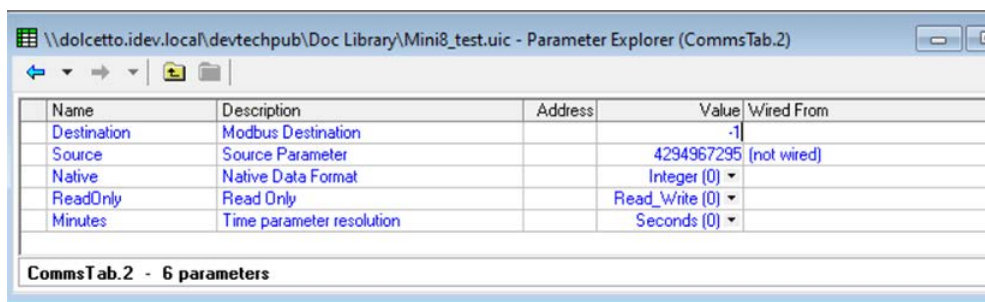 \\dolcetto.idev.local\devtechpub\Doc Library\Mini8_test.uic - Parameter Explorer (CommsTab.2)
Name Description Address Value Wired From
Destination Modbus Destination -1
Source Source Parameter 4294967295 (not wired)
Native Native Data Format Integer (0)
ReadOnly Read Only Read_Write (0)
Minutes Time parameter resolution Seconds (0)
CommsTab.2 - 6 parameters